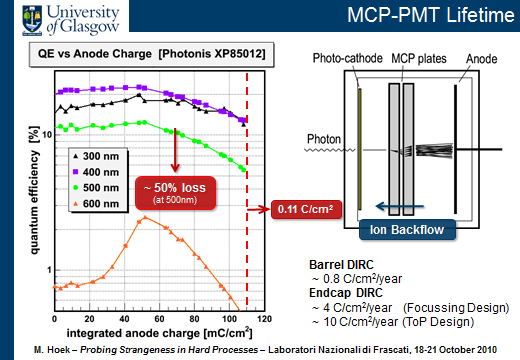 University
of Glasgow
MCP-PMT Lifetime
QE vs Anode Charge [Photonis XP85012]
quantum efficiency [%]
10
1
300 nm
400 nm
500 nm
600 nm
~ 50% loss
(at 500nm)
0.11 C/cm²
0 20 40 60 80 100 120
integrated anode charge [mC/cm²]
Photo-cathode MCP plates Anode
Photon
Ion Backflow
Barrel DIRC
~ 0.8 C/cm²/year
Endcap DIRC
~ 4 C/cm²/year (Focussing Design)
~ 10 C/cm²/year (ToP Design)
M. Hoek – Probing Strangeness in Hard Processes – Laboratori Nazionali di Frascati, 18-21 October 2010